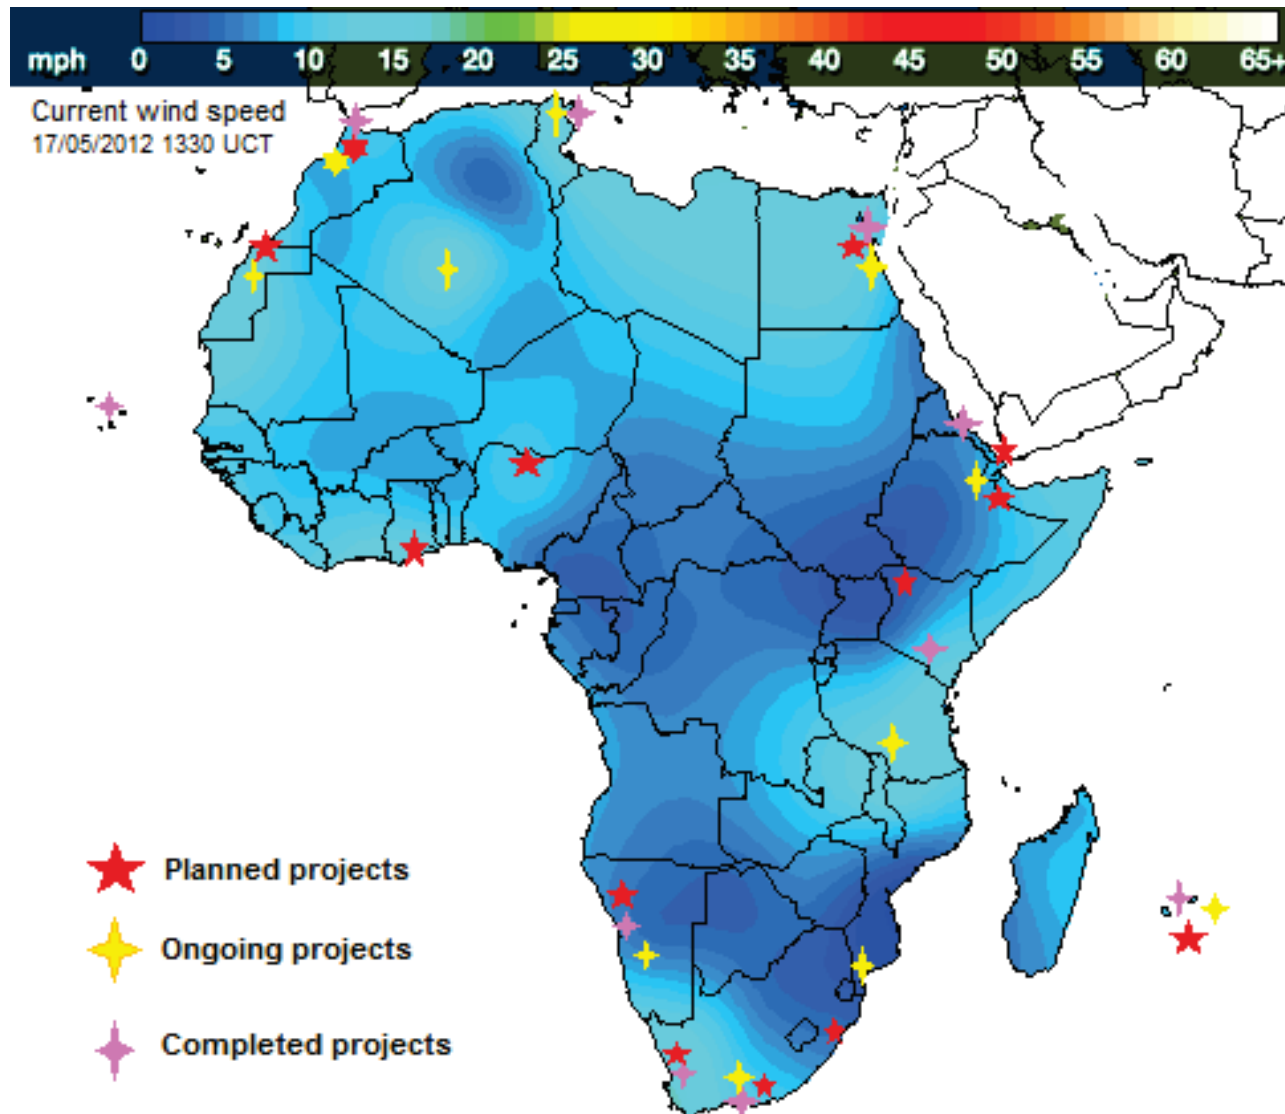 mph 0 5 10 15 20 25 30 35 40 45 50 55 60 65+
Current wind speed
17/05/2012 1330 UCT
Planned projects
Ongoing projects
Completed projects